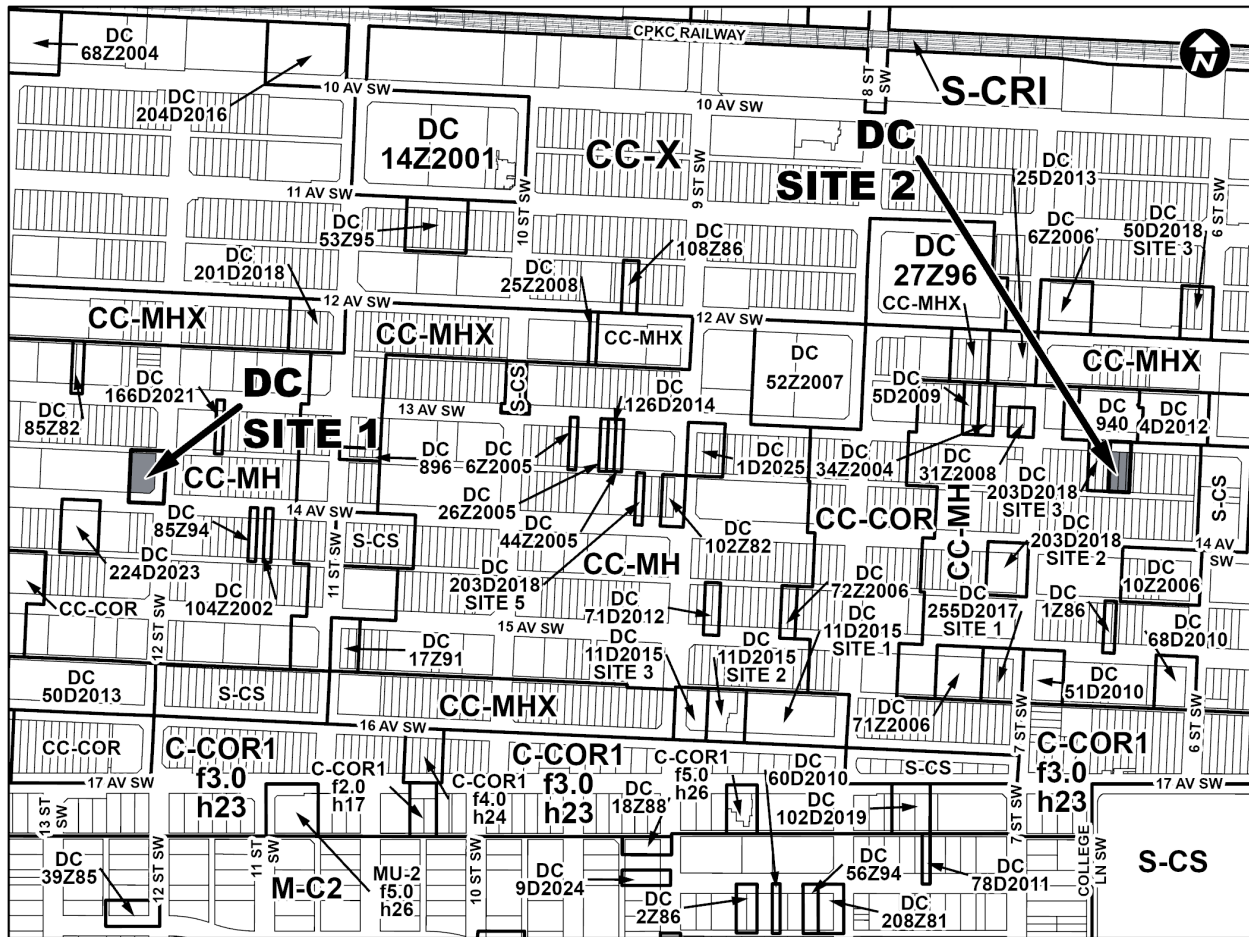 CPKC RAILWAY
DC
68Z2004
DC
204D2016
10 AV SW
10 AV SW
8 ST
SW
S-CRI
N
DC
14Z2001
CC-X
DC
SITE 2
DC
25D2013
9 ST SW
6 ST SW
11 AV SW
10 ST SW
DC
53Z95
DC
108Z86
DC
27Z96
DC
6Z2006
DC
50D2018
SITE 3
DC
201D2018
DC
25Z2008
CC-MHX
12 AV SW
12 AV SW
CC-MHX
CC-MHX
CC-MHX
CC-MHX
DC
52Z2007
DC
85Z82
DC
166D2021
DC
SITE 1
S-CS
13 AV SW
DC
126D2014
DC
5D2009
DC
940
DC
4D2012
DC
896
DC
6Z2005
DC
1D2025
DC
34Z2004
DC
31Z2008
DC
203D2018
SITE 3
S-CS
CC-MH
DC
26Z2005
DC
44Z2005
CC-COR
CC-MH
14 AV SW
14 AV
SW
DC
85Z94
11 ST SW
S-CS
DC
102Z82
DC
203D2018
SITE 2
DC
224D2023
DC
104Z2002
DC
203D2018
SITE 5
CC-MH
DC
72Z2006
DC
10Z2006
CC-COR
12 ST SW
DC
71D2012
DC
255D2017
SITE 1
DC
1Z86
15 AV SW
DC
17Z91
DC
11D2015
SITE 3
DC
11D2015
SITE 2
DC
11D2015
SITE 1
DC
68D2010
DC
50D2013
S-CS
CC-MHX
DC
71Z2006
DC
51D2010
7 ST SW
6 ST SW
16 AV SW
CC-COR
C-COR1
f3.0
h23
C-COR1
f2.0
h17
C-COR1
f4.0
h24
C-COR1
f3.0
h23
C-COR1
f5.0
h26
DC
60D2010
S-CS
C-COR1
f3.0
h23
17 AV SW
17 AV SW
DC
18Z88
DC
102D2019
7 ST SW
13 ST
SW
12 ST SW
11 ST
SW
10 ST SW
COLLEGE
LN SW
S-CS
DC
39Z85
M-C2
MU-2
f5.0
h26
DC
9D2024
DC
2Z86
DC
56Z94
DC
208Z81
DC
78D2011